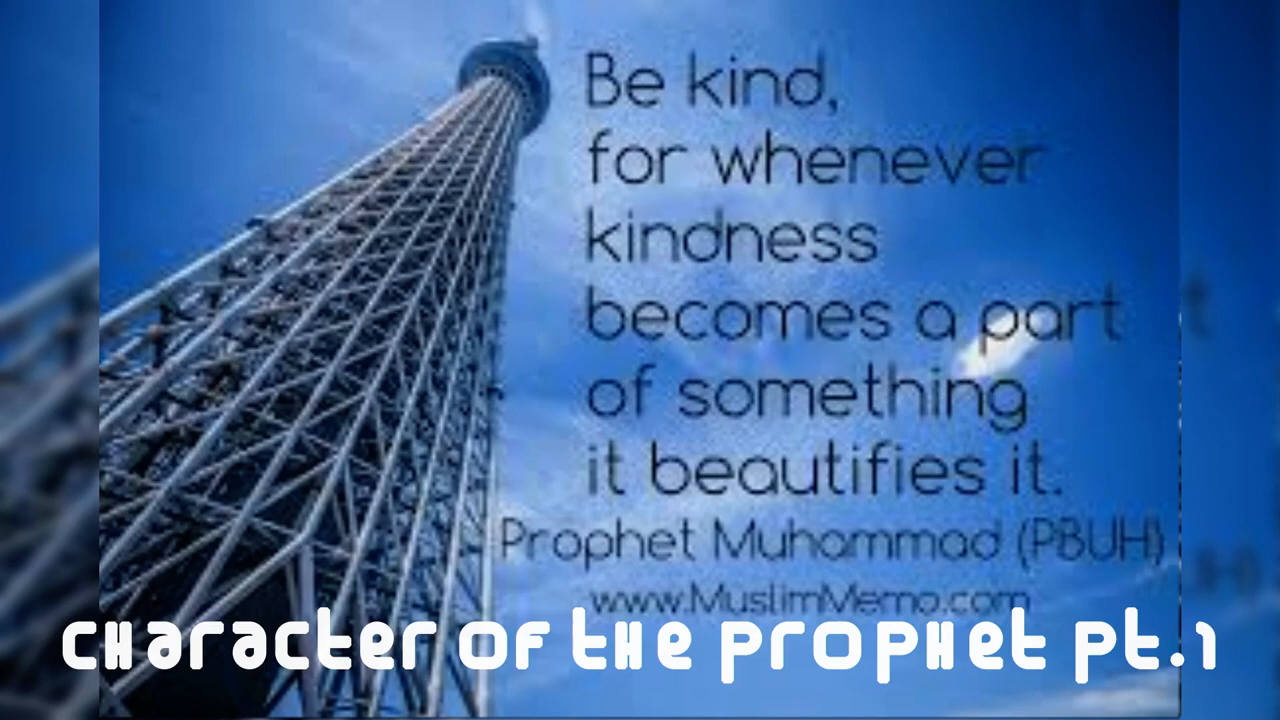 Be kind,
for whenever
kindness
becomes a part
of something
it beautifies it.
Prophet Muhammad (PBUH)
www.MuslimMemo.com
CHaracter OF tHe PropHet Pt.1